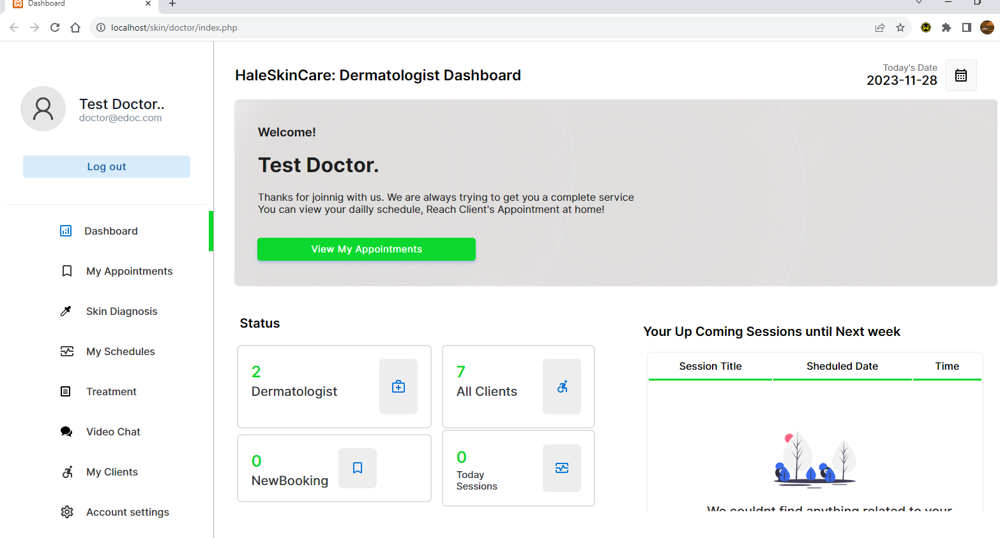 Dashboard
localhost/skin/doctor/index.php
Test Doctor..
doctor@edoc.com
Log out
Dashboard
My Appointments
Skin Diagnosis
My Schedules
Treatment
Video Chat
My Clients
Account settings
HaleSkinCare: Dermatologist Dashboard
Today's Date
2023-11-28
Welcome!
Test Doctor.
Thanks for joinnig with us. We are always trying to get you a complete service
You can view your dailly schedule, Reach Client's Appointment at home!
View My Appointments
Status
2
Dermatologist
7
All Clients
0
NewBooking
0
Today
Sessions
Your Up Coming Sessions until Next week
Session Title Sheduled Date Time
We couldnt find anything related to your